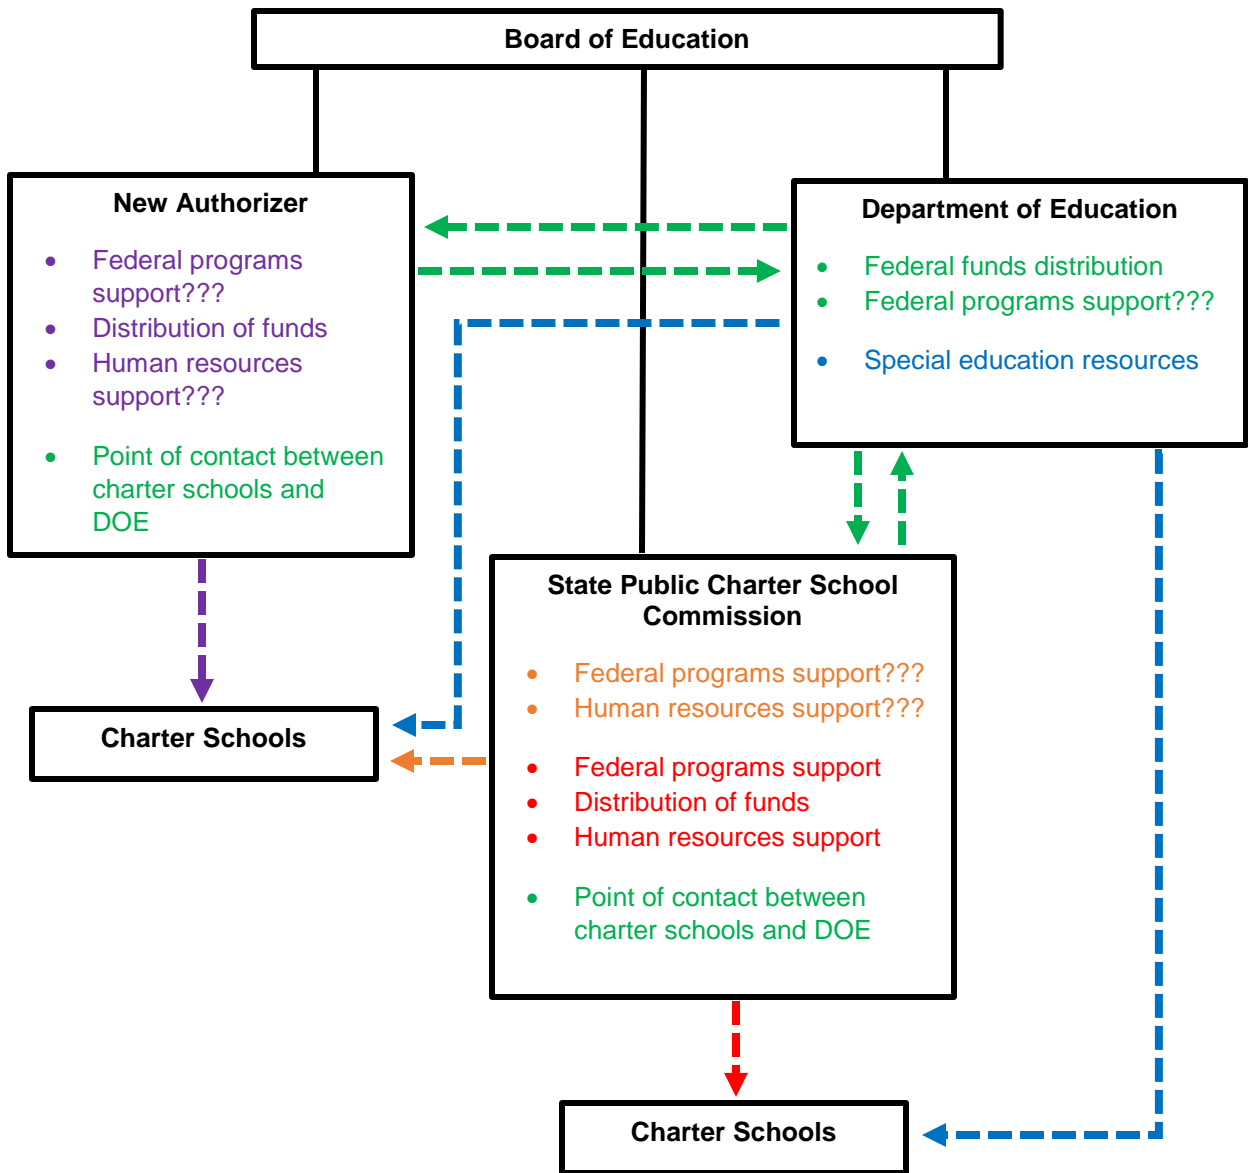 Board of Education
New Authorizer
• Federal programs
support???
• Distribution of funds
• Human resources
support???
• Point of contact between
charter schools and
DOE
Department of Education
• Federal funds distribution
• Federal programs support???
• Special education resources
State Public Charter School
Commission
• Federal programs support???
• Human resources support???
• Federal programs support
• Distribution of funds
• Human resources support
• Point of contact between
charter schools and DOE
Charter Schools
Charter Schools